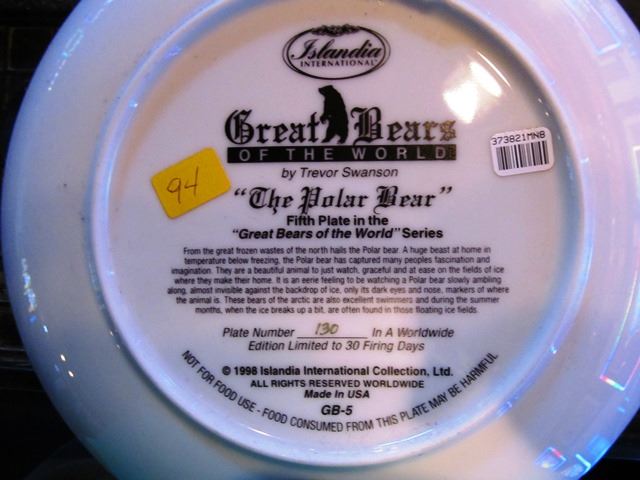 Islandia
INTERNATIONAL
Great Bears
OF THE WORLD
by Trevor Swanson
94
373821MNB
"The Polar Bear"
Fifth Plate in the
"Great Bears of the World" Series
From the great frozen wastes of the north hails the Polar bear. A huge beast at home in
temperature below freezing, the Polar bear has captured many peoples fascination and
imagination. They are a beautiful animal to just watch, graceful and at ease on the fields of ice
where they make their home. It is an eerie feeling to be watching a Polar bear slowly ambling
along, almost invisible against the backdrop of ice, only its dark eyes and nose, markers of where
the animal is. These bears of the arctic are also excellent swimmers and during the summer
months, when the ice breaks up a bit, are often found in those floating ice fields.
Plate Number 130 In A Worldwide
Edition Limited to 30 Firing Days
© 1998 Islandia International Collection, Ltd.
ALL RIGHTS RESERVED WORLDWIDE
Made in USA
GB-5
NOT FOR FOOD USE - FOOD CONSUMED FROM THIS PLATE MAY BE HARMFUL